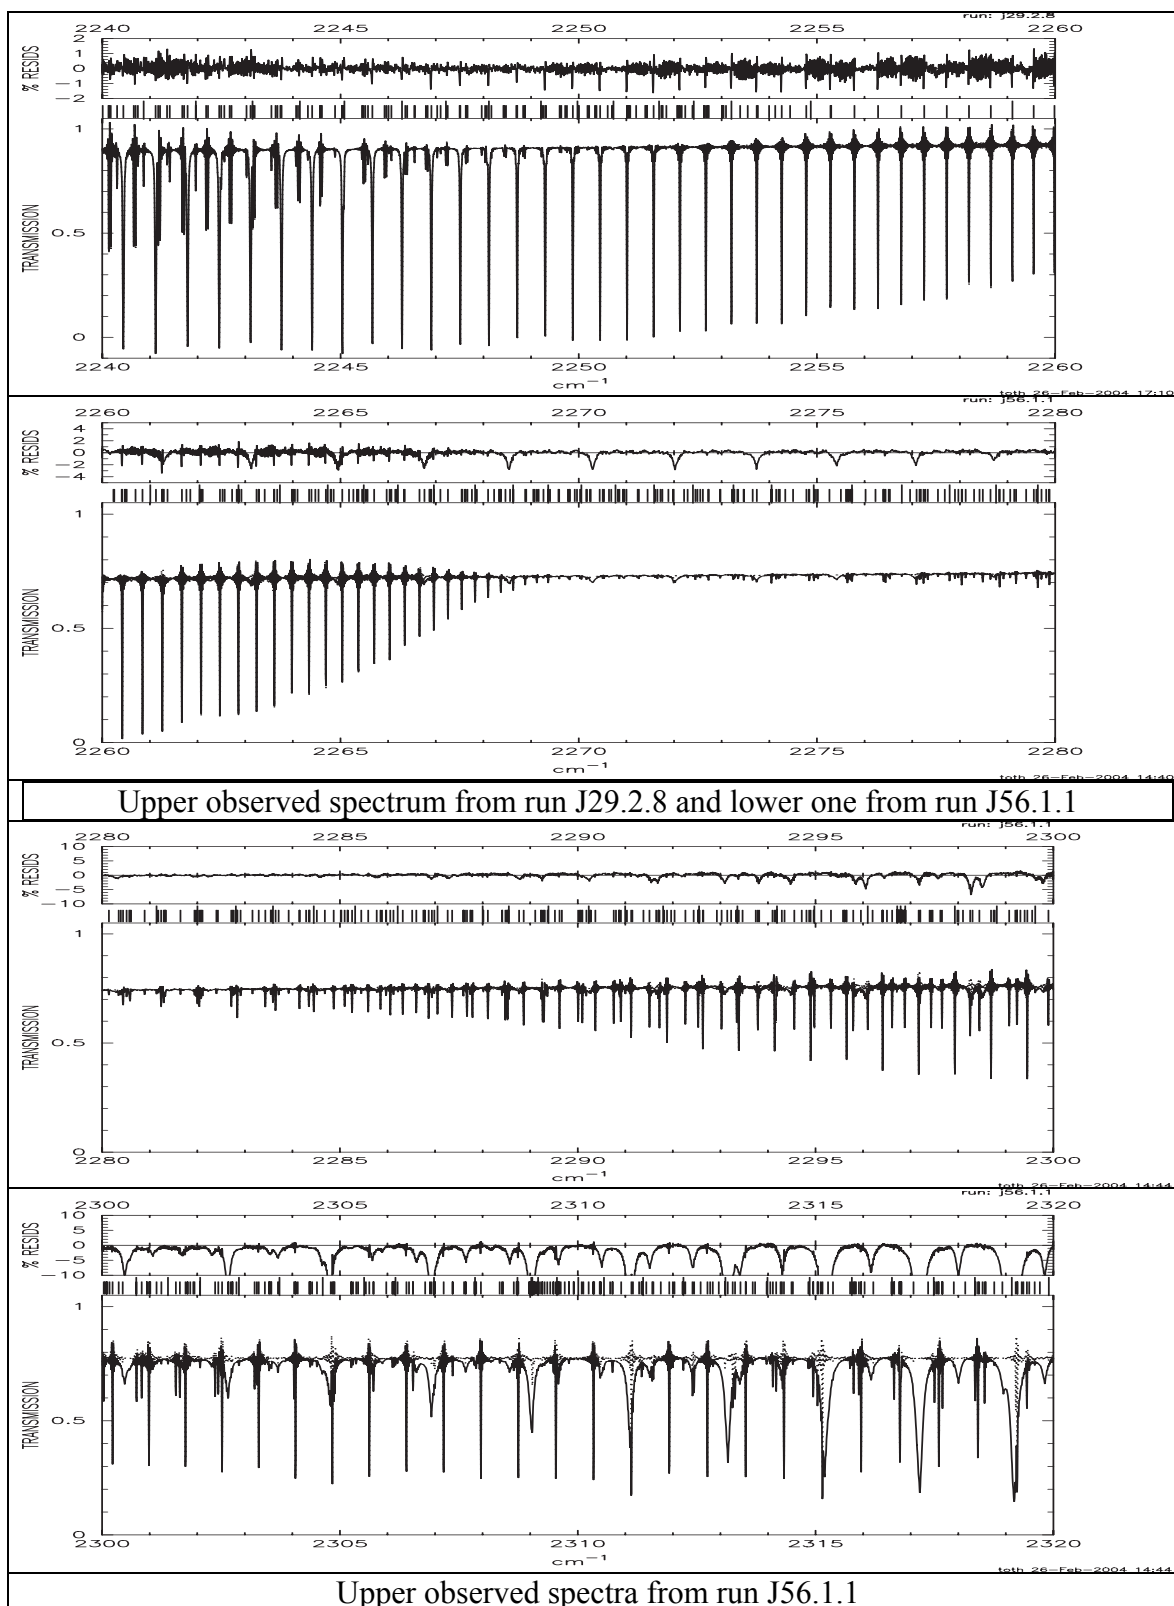 run: j29.2.8
2240 2245 2250 2255 2260
% RESIDS
2
1
0
−1
−2
TRANSMISSION
1
0.5
0
2240 2245 2250 2255 2260
cm−1
toth 26-Feb-2004 17:10
run: j56.1.1
2260 2265 2270 2275 2280
% RESIDS
4
2
0
−2
−4
TRANSMISSION
1
0.5
0
2260 2265 2270 2275 2280
cm−1
toth 26-Feb-2004 14:40
Upper observed spectrum from run J29.2.8 and lower one from run J56.1.1
run: j56.1.1
2280 2285 2290 2295 2300
% RESIDS
10
5
0
−5
−10
TRANSMISSION
1
0.5
0
2280 2285 2290 2295 2300
cm−1
toth 26-Feb-2004 14:44
run: j56.1.1
2300 2305 2310 2315 2320
% RESIDS
10
5
0
−5
−10
TRANSMISSION
1
0.5
0
2300 2305 2310 2315 2320
cm−1
toth 26-Feb-2004 14:44
Upper observed spectra from run J56.1.1